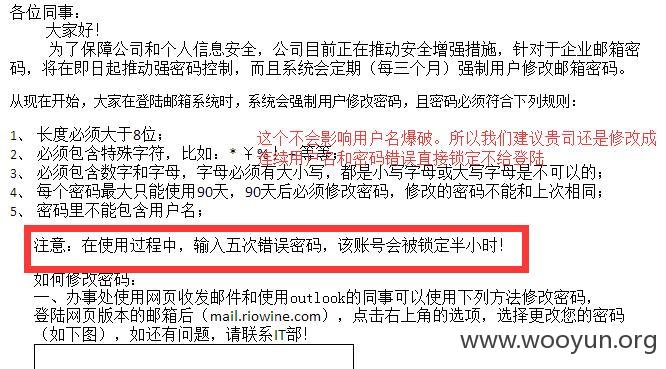 各位同事：
大家好！
为了保障公司和个人信息安全，公司目前正在推动安全增强措施，针对于企业邮箱密
码，将在即日起推动强密码控制，而且系统会定期（每三个月）强制用户修改邮箱密码。
从现在开始，大家在登陆邮箱系统时，系统会强制用户修改密码，且密码必须符合下列规则：
1、 长度必须大于8位；
这个不会影响用户名爆破。所以我们建议贵司还是修改成
2、 必须包含特殊字符，比如：* ￥%！…等等；
连续用户名和密码错误直接锁定不给登陆
3、 必须包含数字和字母，字母必须有大小写，都是小写字母或大写字母是不可以的；
4、 每个密码最大只能使用90天，90天后必须修改密码，修改的密码不能和上次相同；
5、 密码里不能包含用户名；
注意：在使用过程中，输入五次错误密码，该账号会被锁定半小时！
如何修改密码：
一、办事处使用网页收发邮件和使用outlook的同事可以使用下列方法修改密码，
登陆网页版本的邮箱后（mail.riowine.com），点击右上角的选项，选择更改您的密码
（如下图），如还有问题，请联系IT部！
www.wooyun.org